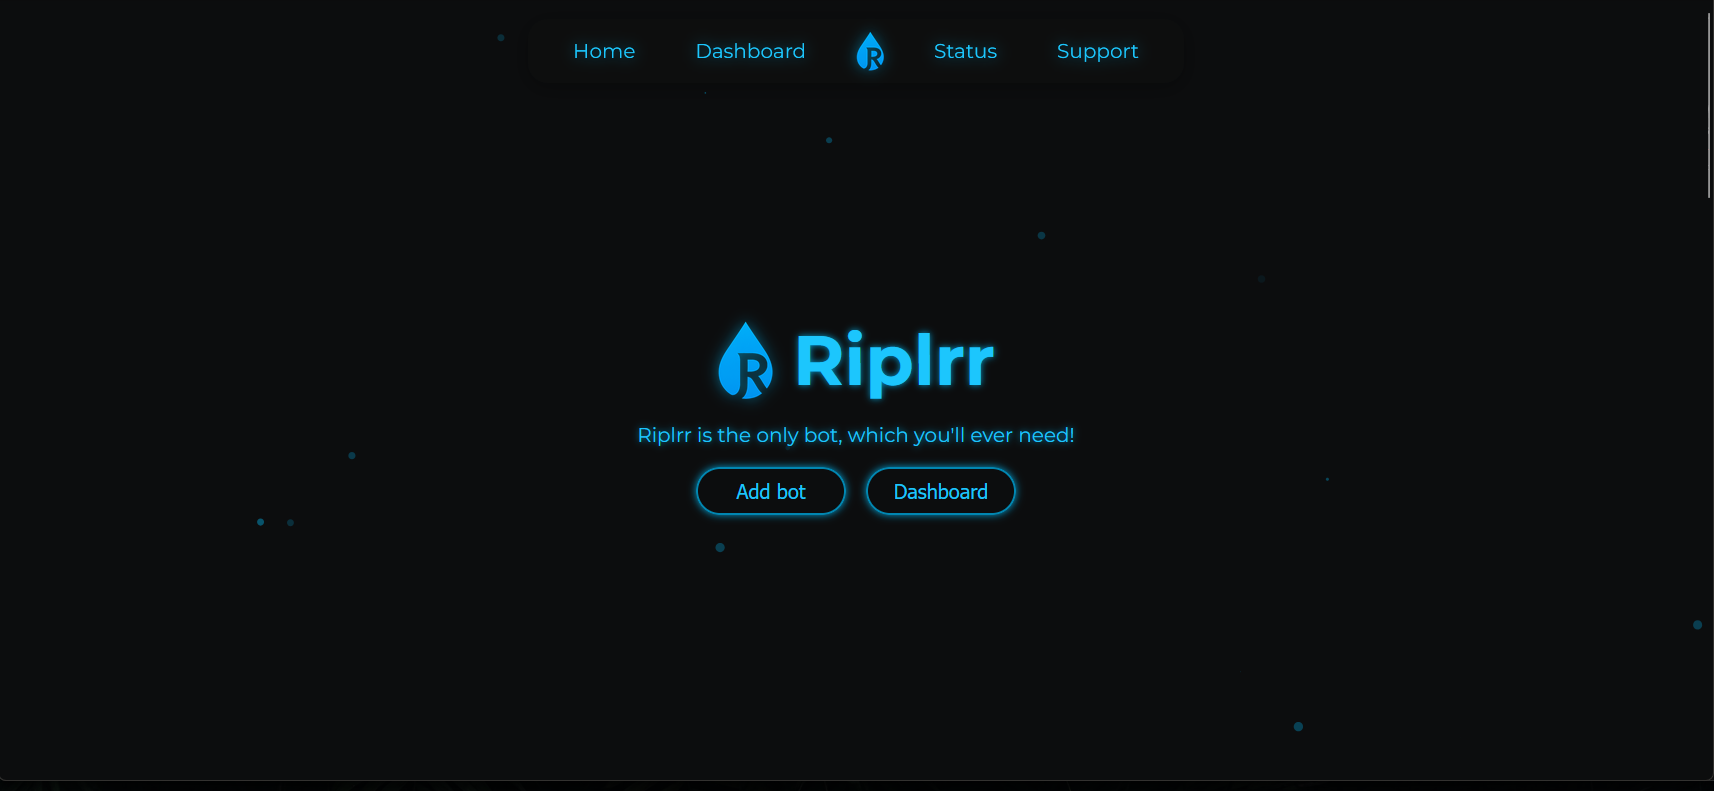 Home Dashboard R Status Support
R Riplrr
Riplrr is the only bot, which you'll ever need!
Add bot Dashboard